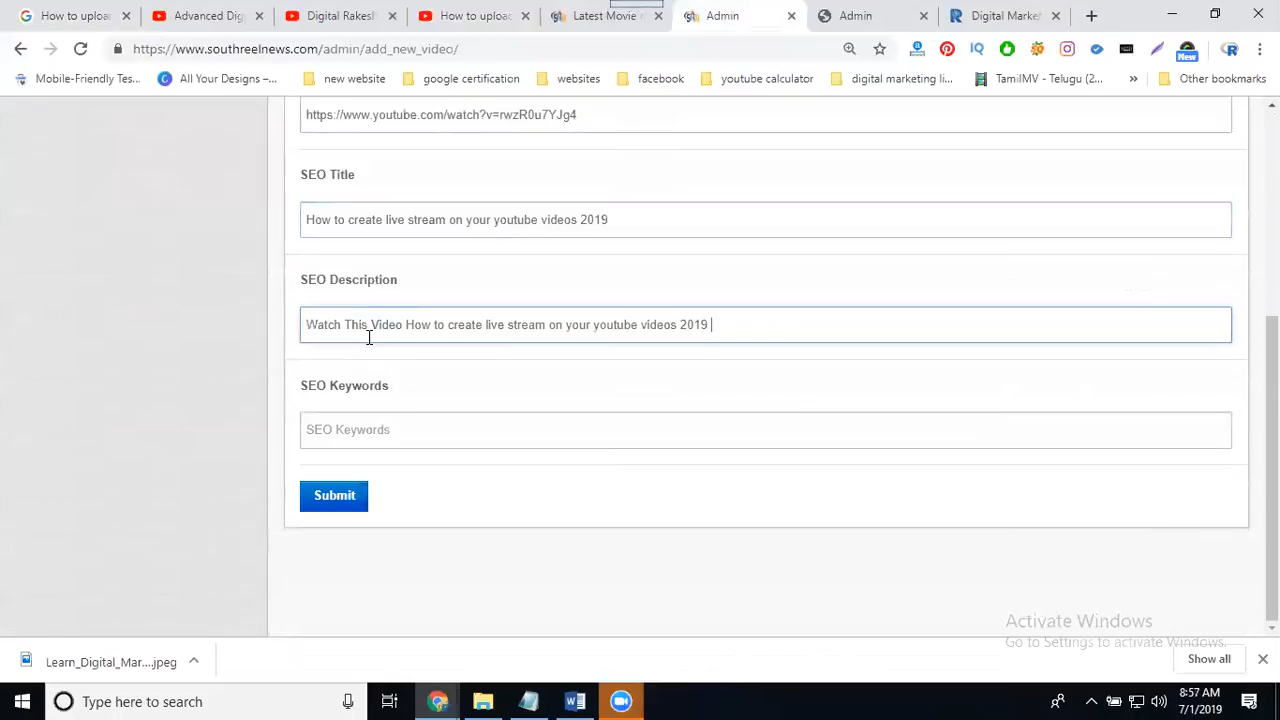 How to upload
Advanced Dig
Digital Rakesh
How to upload
Latest Movie
Admin
Admin
Digital Marke
https://www.southreelnews.com/admin/add_new_video/
New
Mobile-Friendly Tes...
All Your Designs –...
new website
google certification
websites
facebook
youtube calculator
digital marketing li...
TamilMV - Telugu (2...
Other bookmarks
https://www.youtube.com/watch?v=rwzR0u7YJg4
SEO Title
How to create live stream on your youtube videos 2019
SEO Description
Watch This Video How to create live stream on your youtube videos 2019
SEO Keywords
SEO Keywords
Submit
Activate Windows
Go to Settings to activate Windows.
Learn_Digital_Mar....jpeg
Show all
Type here to search
8:57 AM
7/1/2019